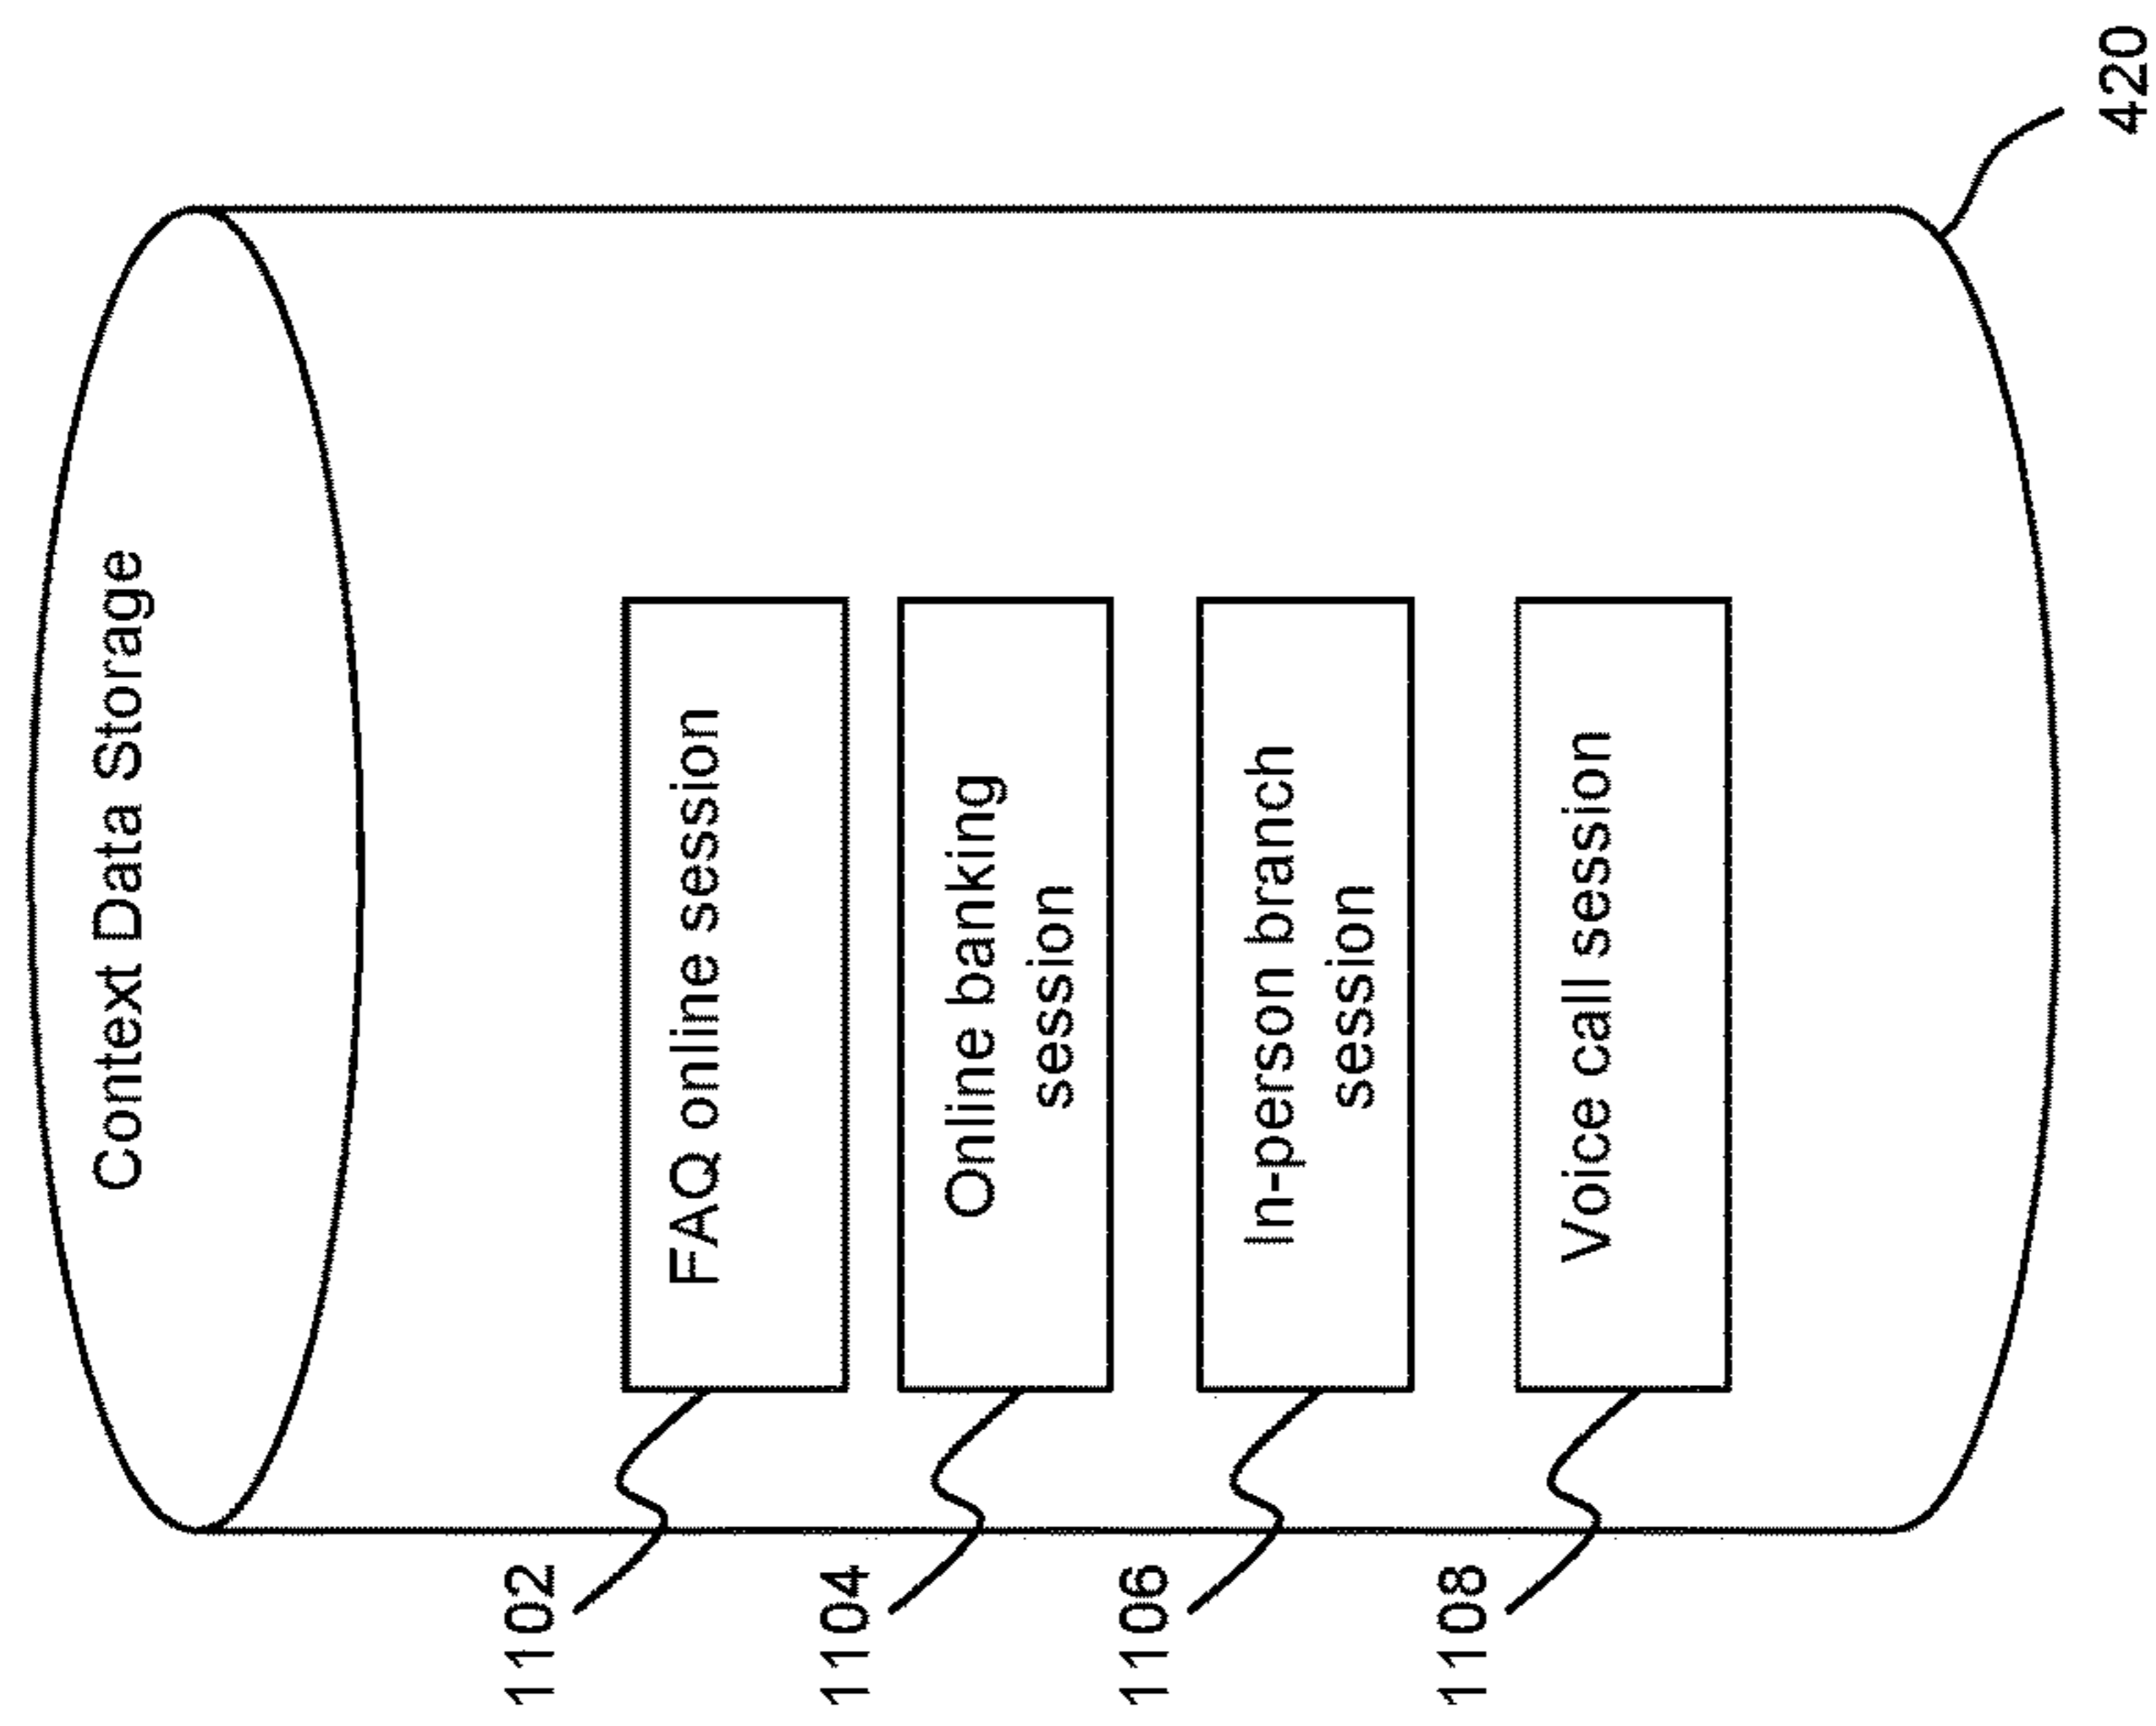 Context Data Storage
1102
FAQ online session
1104
Online banking
session
1106
In-person branch
session
1108
Voice call session
420